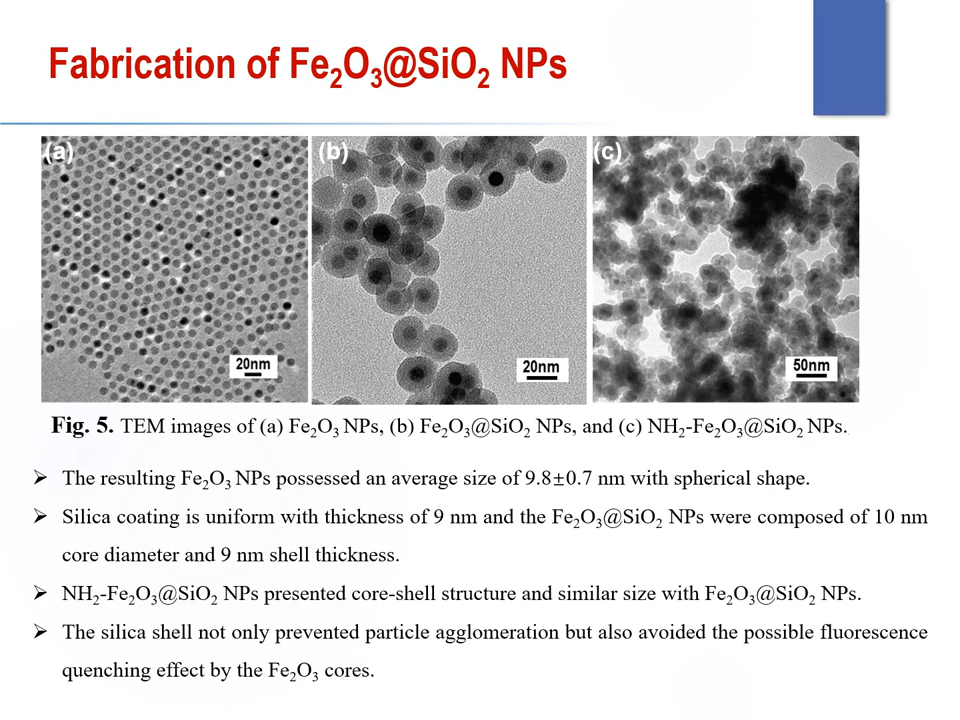 Fabrication of Fe₂O₃@SiO₂ NPs
(a)
(b)
(c)
20nm
20nm
50nm
Fig. 5. TEM images of (a) Fe₂O₃ NPs, (b) Fe₂O₃@SiO₂ NPs, and (c) NH₂-Fe₂O₃@SiO₂ NPs.
➢ The resulting Fe₂O₃ NPs possessed an average size of 9.8±0.7 nm with spherical shape.
➢ Silica coating is uniform with thickness of 9 nm and the Fe₂O₃@SiO₂ NPs were composed of 10 nm
core diameter and 9 nm shell thickness.
➢ NH₂-Fe₂O₃@SiO₂ NPs presented core-shell structure and similar size with Fe₂O₃@SiO₂ NPs.
➢ The silica shell not only prevented particle agglomeration but also avoided the possible fluorescence
quenching effect by the Fe₂O₃ cores.